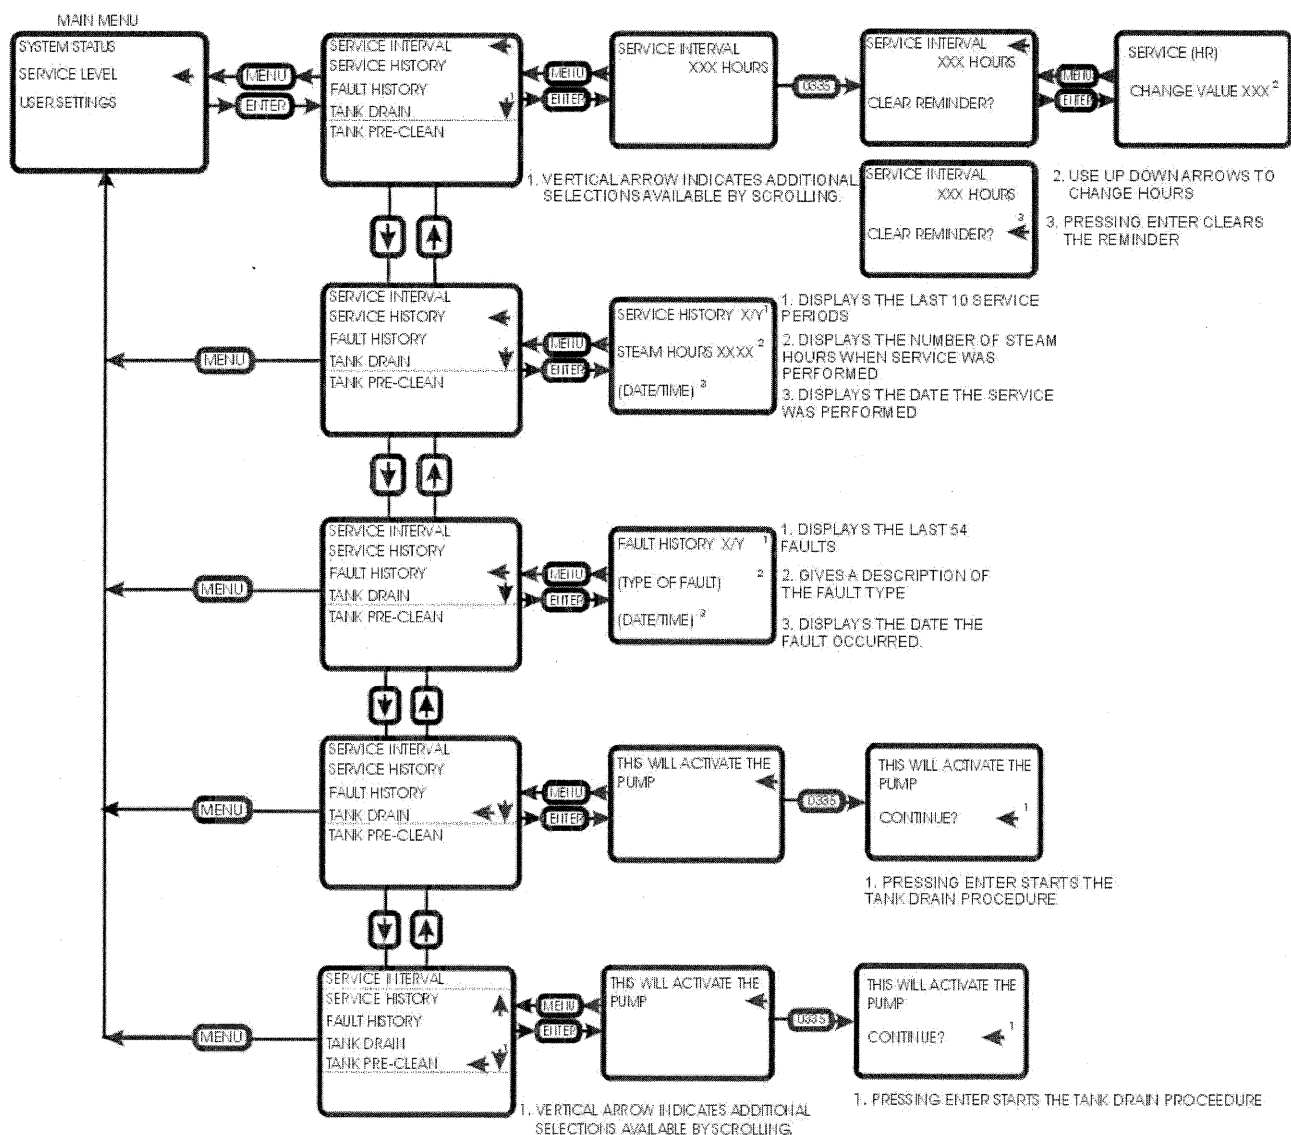 MAIN MENU
SYSTEM STATUS
SERVICE LEVEL
USER SETTINGS
MENU
ENTER
SERVICE INTERVAL
SERVICE HISTORY
FAULT HISTORY
TANK DRAIN 1
TANK PRE-CLEAN
MENU
ENTER
SERVICE INTERVAL
XXX HOURS
0335
SERVICE INTERVAL
XXX HOURS
CLEAR REMINDER?
MENU
ENTER
SERVICE (HR)
CHANGE VALUE XXX 2
1. VERTICAL ARROW INDICATES ADDITIONAL
SELECTIONS AVAILABLE BY SCROLLING.
SERVICE INTERVAL
XXX HOURS
CLEAR REMINDER? 3
2. USE UP DOWN ARROWS TO
CHANGE HOURS
3. PRESSING ENTER CLEARS
THE REMINDER
MENU
SERVICE INTERVAL
SERVICE HISTORY
FAULT HISTORY
TANK DRAIN
TANK PRE-CLEAN
MENU
ENTER
SERVICE HISTORY X/Y 1
STEAM HOURS XXXX 2
(DATE/TIME) 3
1. DISPLAYS THE LAST 10 SERVICE
PERIODS
2. DISPLAYS THE NUMBER OF STEAM
HOURS WHEN SERVICE WAS
PERFORMED
3. DISPLAYS THE DATE THE SERVICE
WAS PERFORMED
MENU
SERVICE INTERVAL
SERVICE HISTORY
FAULT HISTORY
TANK DRAIN
TANK PRE-CLEAN
MENU
ENTER
FAULT HISTORY X/Y 1
(TYPE OF FAULT) 2
(DATE/TIME) 3
1. DISPLAYS THE LAST 54
FAULTS
2. GIVES A DESCRIPTION OF
THE FAULT TYPE
3. DISPLAYS THE DATE THE
FAULT OCCURRED.
MENU
SERVICE INTERVAL
SERVICE HISTORY
FAULT HISTORY
TANK DRAIN
TANK PRE-CLEAN
MENU
ENTER
THIS WILL ACTIVATE THE
PUMP
0335
THIS WILL ACTIVATE THE
PUMP
CONTINUE? 1
1. PRESSING ENTER STARTS THE
TANK DRAIN PROCEDURE
MENU
SERVICE INTERVAL
SERVICE HISTORY
FAULT HISTORY
TANK DRAIN
TANK PRE-CLEAN 1
MENU
ENTER
THIS WILL ACTIVATE THE
PUMP
0335
THIS WILL ACTIVATE THE
PUMP
CONTINUE? 1
1. VERTICAL ARROW INDICATES ADDITIONAL
SELECTIONS AVAILABLE BY SCROLLING.
1. PRESSING ENTER STARTS THE TANK DRAIN PROCEEDURE